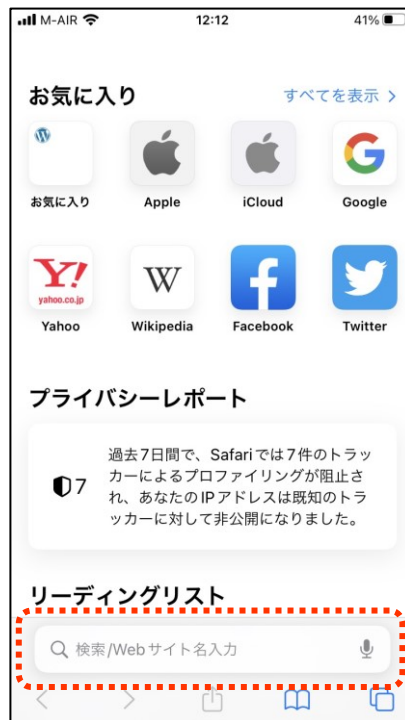 M-AIR 12:12 41%
お気に入り すべてを表示 >
お気に入り Apple iCloud Google
Y! yahoo.co.jp W
Yahoo Wikipedia Facebook Twitter
プライバシーレポート
過去7日間で、Safariでは7件のトラッ
カーによるプロファイリングが阻止さ
7 れ、あなたのIPアドレスは既知のトラ
ッカーに対して非公開になりました。
リーディングリスト
検索/Webサイト名入力